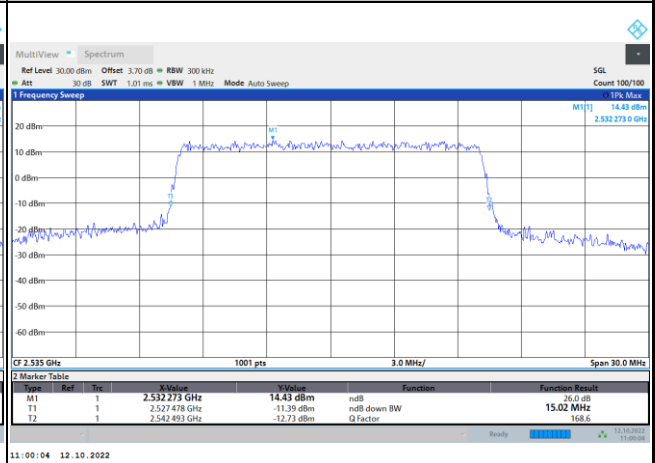 MultiView Spectrum
Ref Level 30.00 dBm Offset 3.70 dB RBW 300 kHz SGL
Att 30 dB SWT 1.01 ms VBW 1 MHz Mode Auto Sweep Count 100/100
1 Frequency Sweep 1Pk Max
M1[1] 14.43 dBm
2.532 273 0 GHz
M1
20 dBm
10 dBm
0 dBm
T1 T2
-10 dBm
-20 dBm
-30 dBm
-40 dBm
-50 dBm
-60 dBm
CF 2.535 GHz 1001 pts 3.0 MHz/ Span 30.0 MHz
2 Marker Table
Type Ref Trc X-Value Y-Value Function Function Result
M1 1 2.532 273 GHz 14.43 dBm ndB 26.0 dB
T1 1 2.527 478 GHz -11.39 dBm ndB down BW 15.02 MHz
T2 1 2.542 493 GHz -12.73 dBm Q Factor 168.6
Ready 12.10.2022
11:00:04
11:00:04 12.10.2022